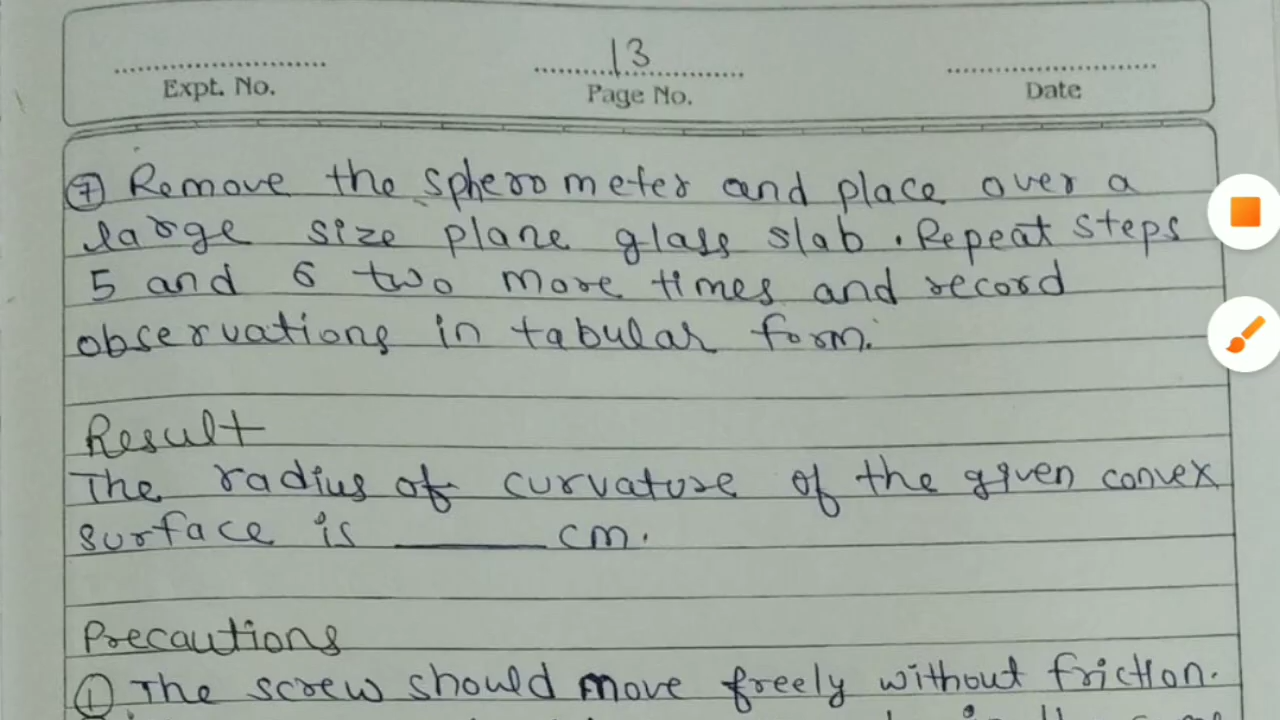 13
Expt. No.
Page No.
Date
⑦ Remove the spherometer and place over a
large size plane glass slab. Repeat steps
5 and 6 two more times and record
observations in tabular form.
Result
The radius of curvature of the given convex
surface is ______ cm.
Precautions
① The screw should move freely without friction.